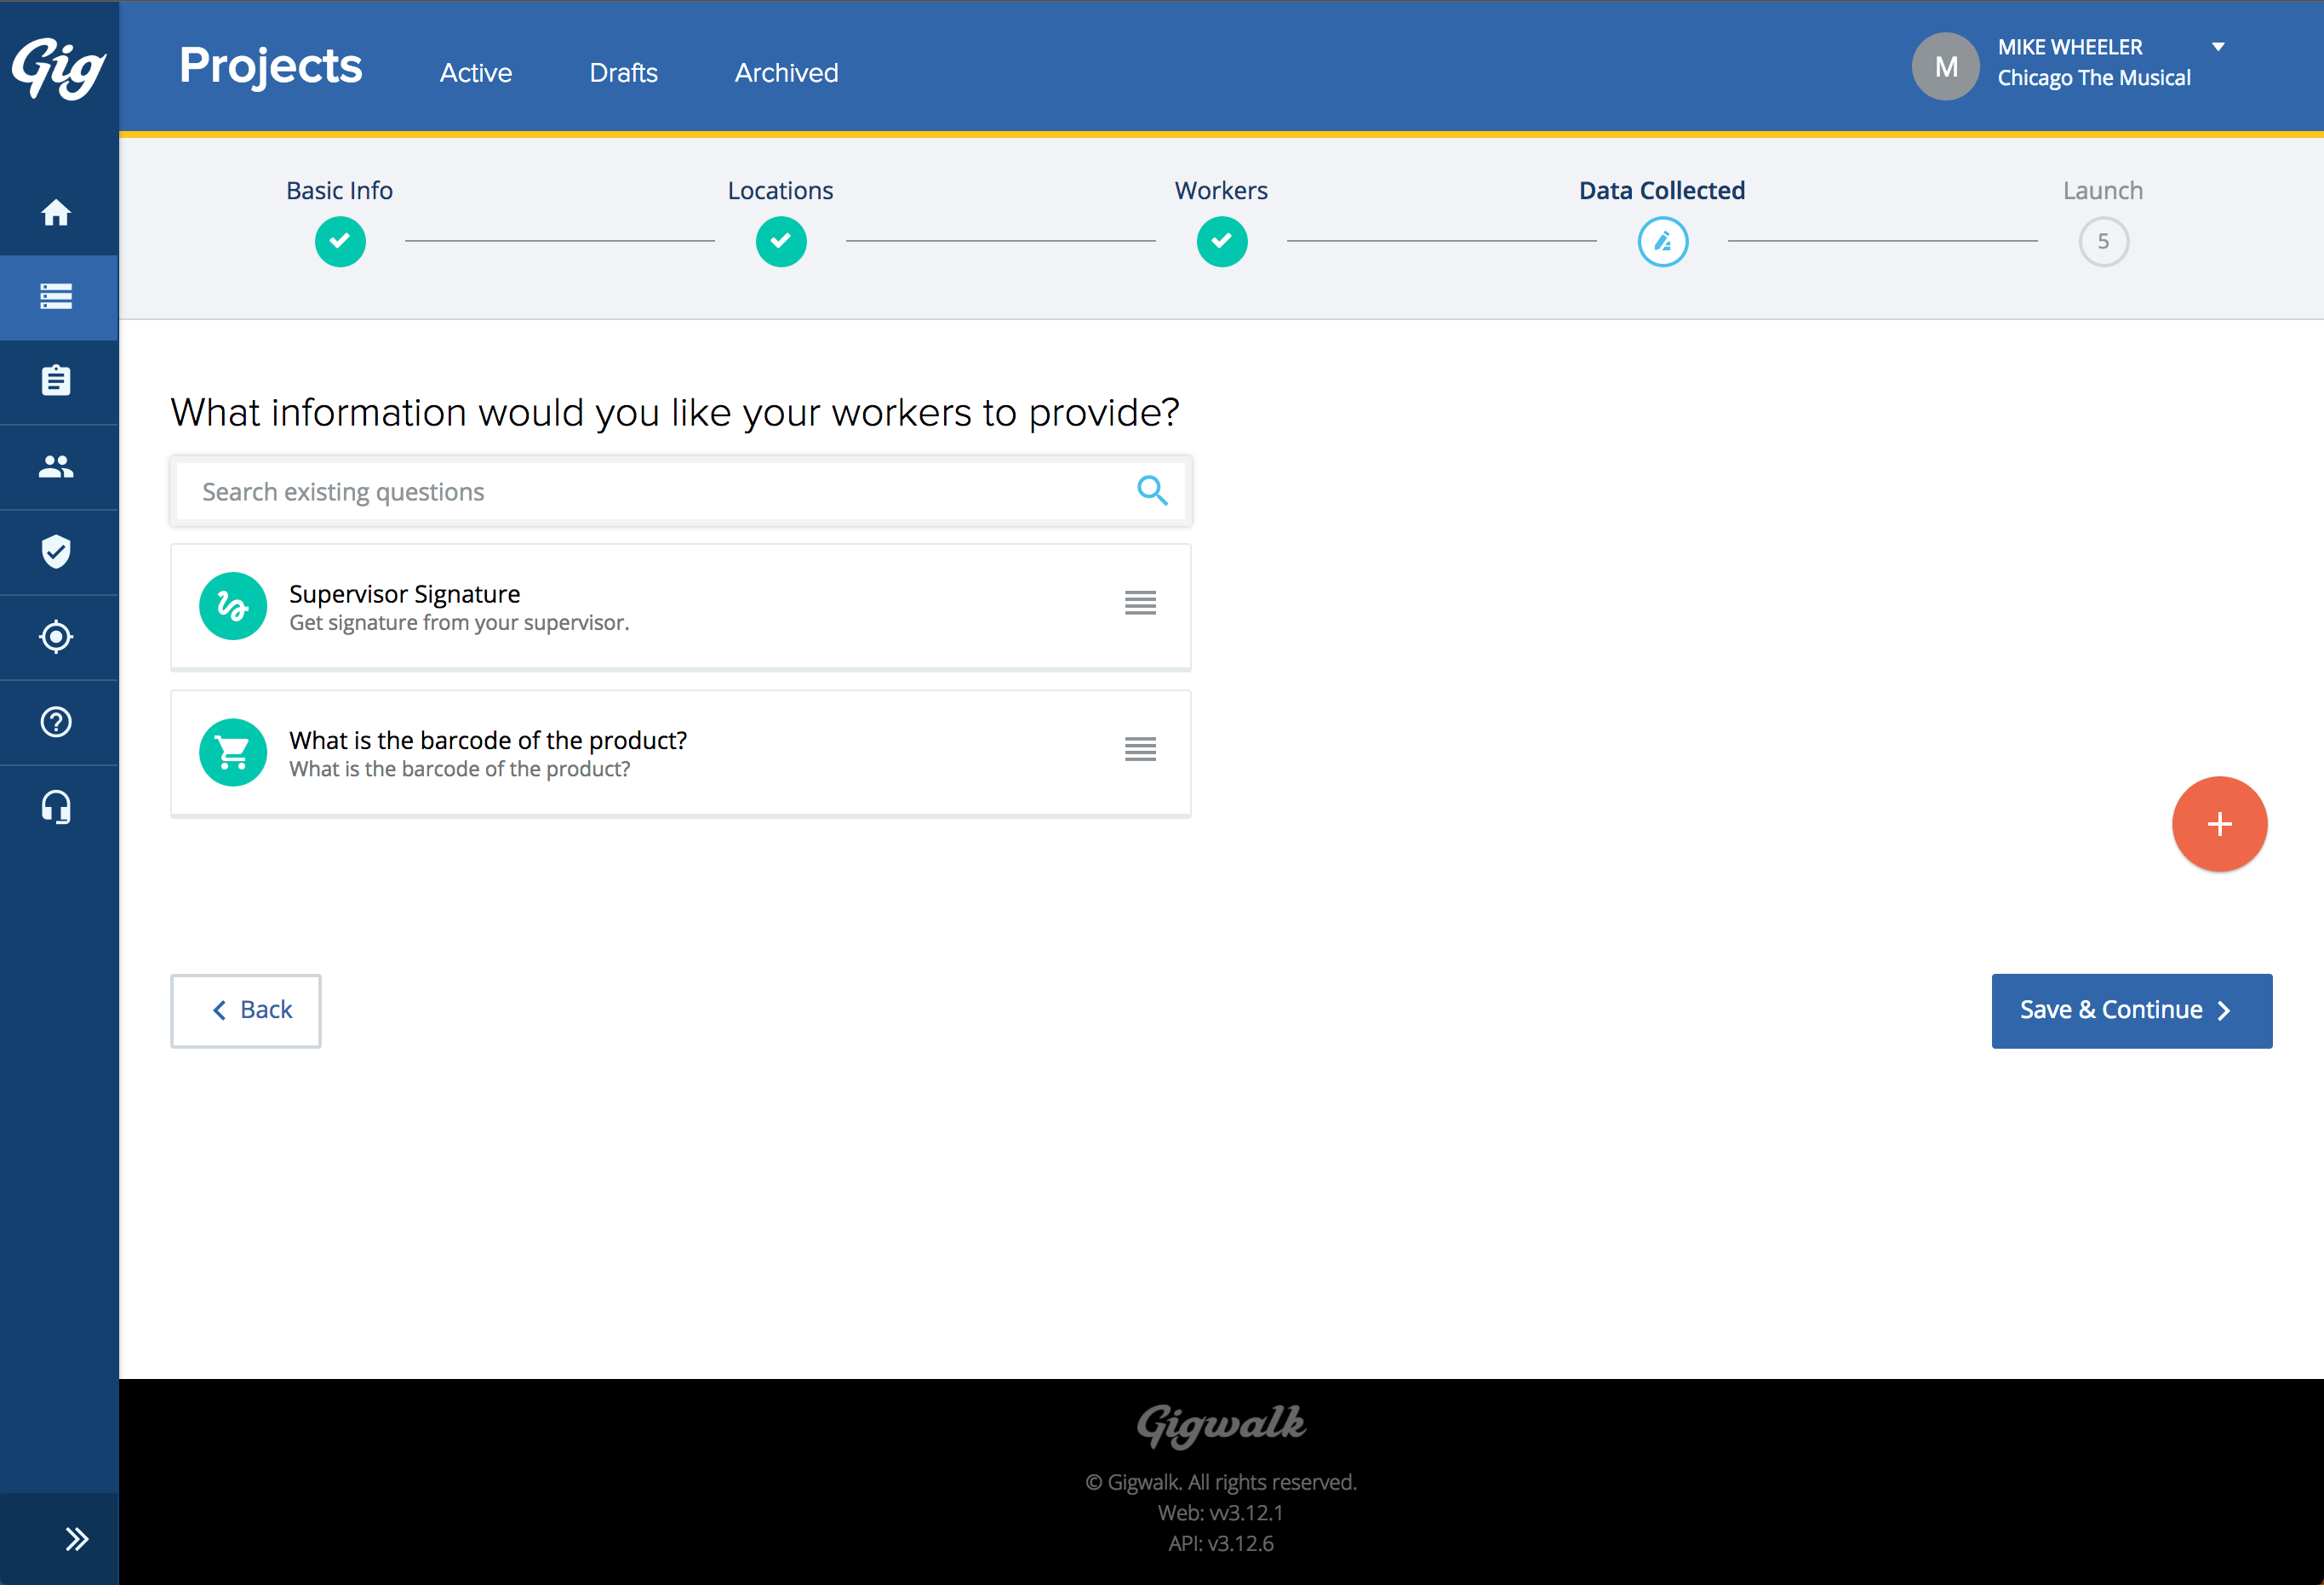 Gig
Projects
Active
Drafts
Archived
M
MIKE WHEELER
Chicago The Musical
Basic Info
Locations
Workers
Data Collected
Launch
5
What information would you like your workers to provide?
Search existing questions
Supervisor Signature
Get signature from your supervisor.
What is the barcode of the product?
What is the barcode of the product?
+
Back
Save & Continue
Gigwalk
© Gigwalk. All rights reserved.
Web: vv3.12.1
API: v3.12.6